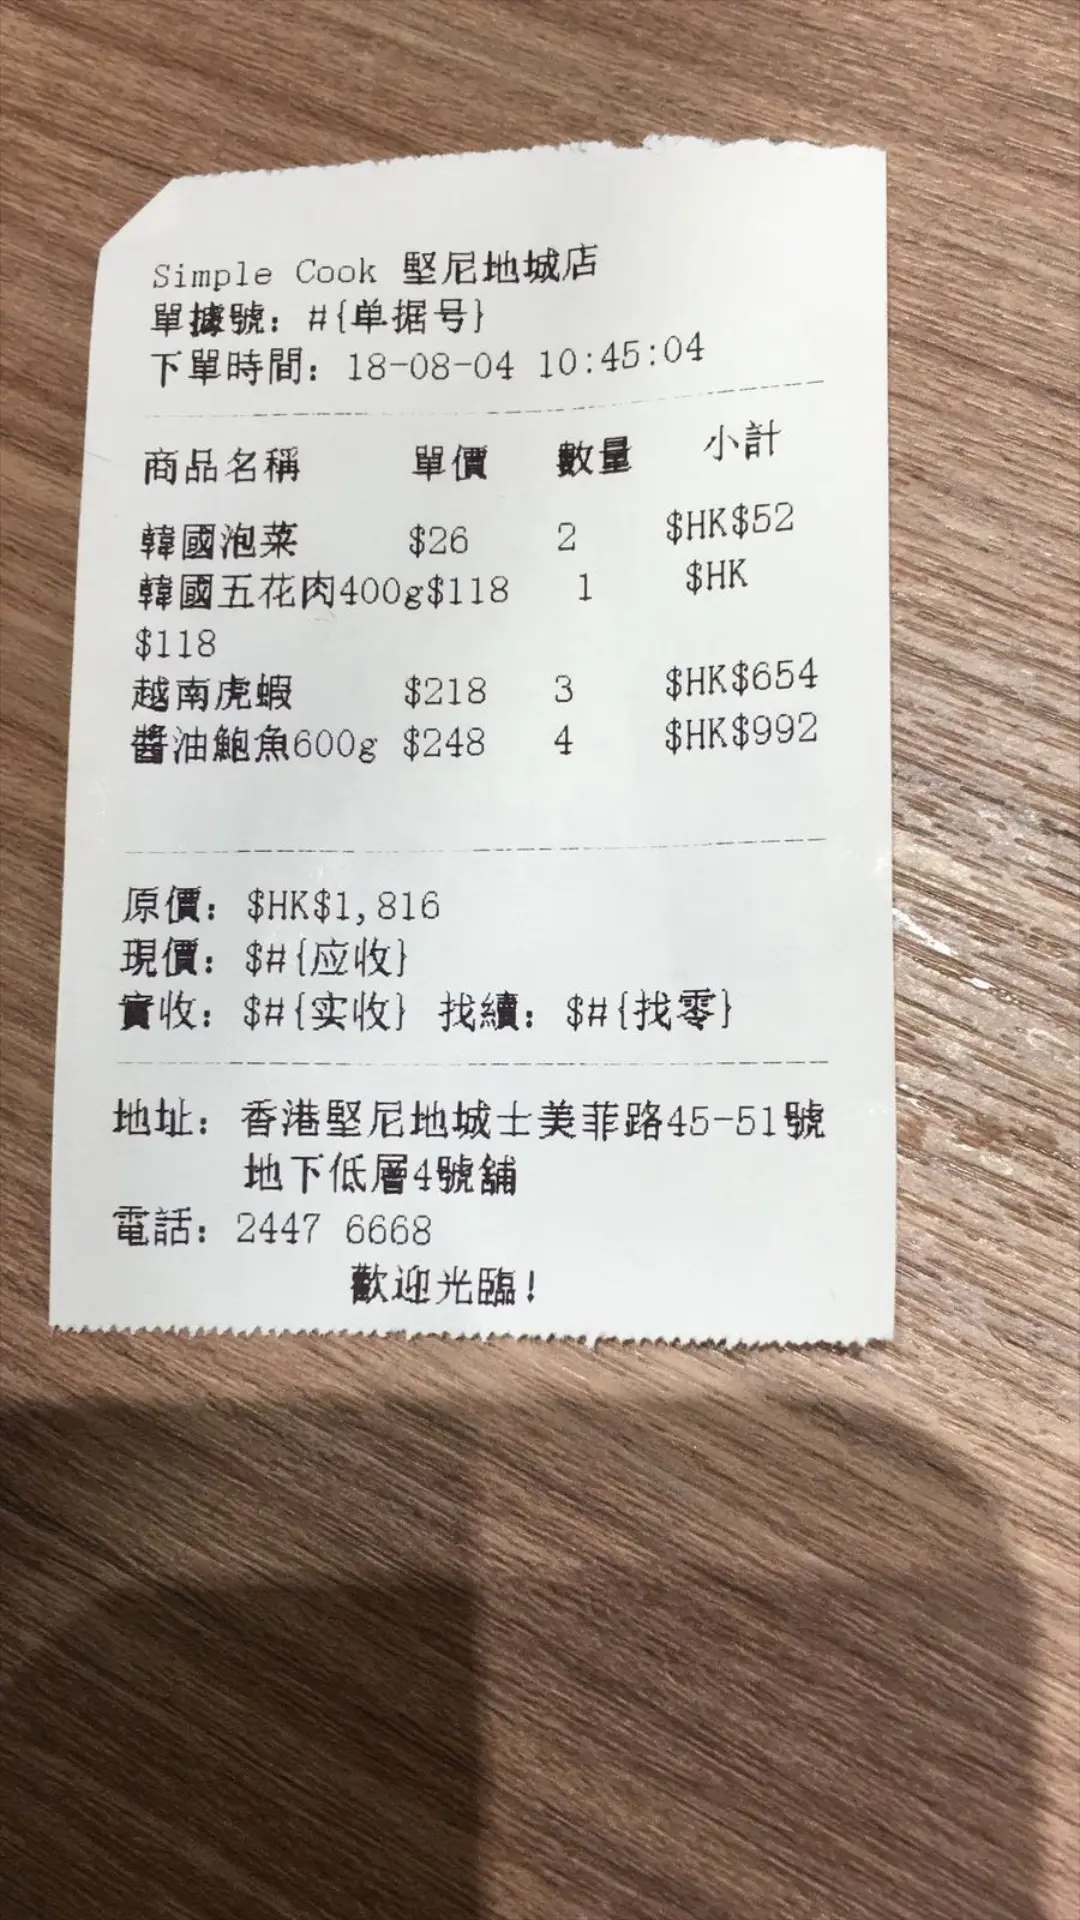 Simple Cook 堅尼地城店
單據號: #{单据号}
下單時間: 18-08-04 10:45:04
商品名稱 單價 數量 小計
韓國泡菜 $26 2 $HK$52
韓國五花肉400g$118 1 $HK
$118
越南虎蝦 $218 3 $HK$654
醬油鮑魚600g $248 4 $HK$992
原價: $HK$1,816
現價: $#{应收}
實收: $#{实收} 找續: $#{找零}
地址: 香港堅尼地城士美菲路45-51號
地下低層4號舖
電話: 2447 6668
歡迎光臨!